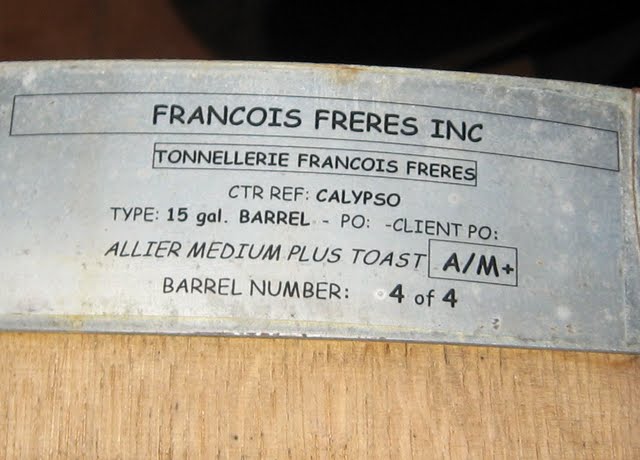 FRANCOIS FRERES INC
TONNELLERIE FRANCOIS FRERES
CTR REF: CALYPSO
TYPE: 15 gal. BARREL - PO: -CLIENT PO:
ALLIER MEDIUM PLUS TOAST A/M+
BARREL NUMBER: 4 of 4